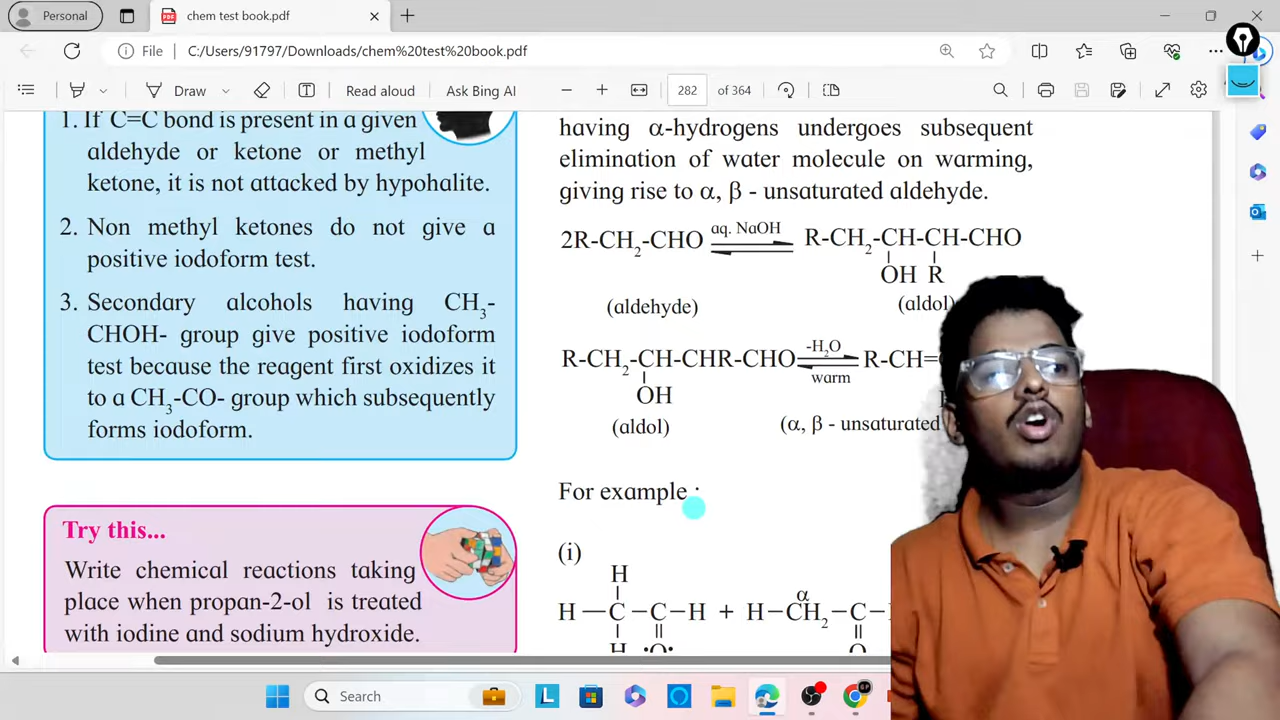 Personal
chem test book.pdf
File
C:/Users/91797/Downloads/chem%20test%20book.pdf
Draw
Read aloud
Ask Bing AI
282 of 364
1. If C=C bond is present in a given
aldehyde or ketone or methyl
ketone, it is not attacked by hypohalite.
2. Non methyl ketones do not give a
positive iodoform test.
3. Secondary alcohols having CH3-
CHOH- group give positive iodoform
test because the reagent first oxidizes it
to a CH3-CO- group which subsequently
forms iodoform.
Try this...
Write chemical reactions taking
place when propan-2-ol is treated
with iodine and sodium hydroxide.
having α-hydrogens undergoes subsequent
elimination of water molecule on warming,
giving rise to α, β - unsaturated aldehyde.
2R-CH2-CHO aq. NaOH R-CH2-CH-CH-CHO
OH R
(aldehyde) (aldol)
R-CH2-CH-CHR-CHO -H2O R-CH=
warm
OH
(aldol) (α, β - unsaturated
For example :
(i)
H
α
H—C—C—H + H—CH2—C—
H :O: O
Search